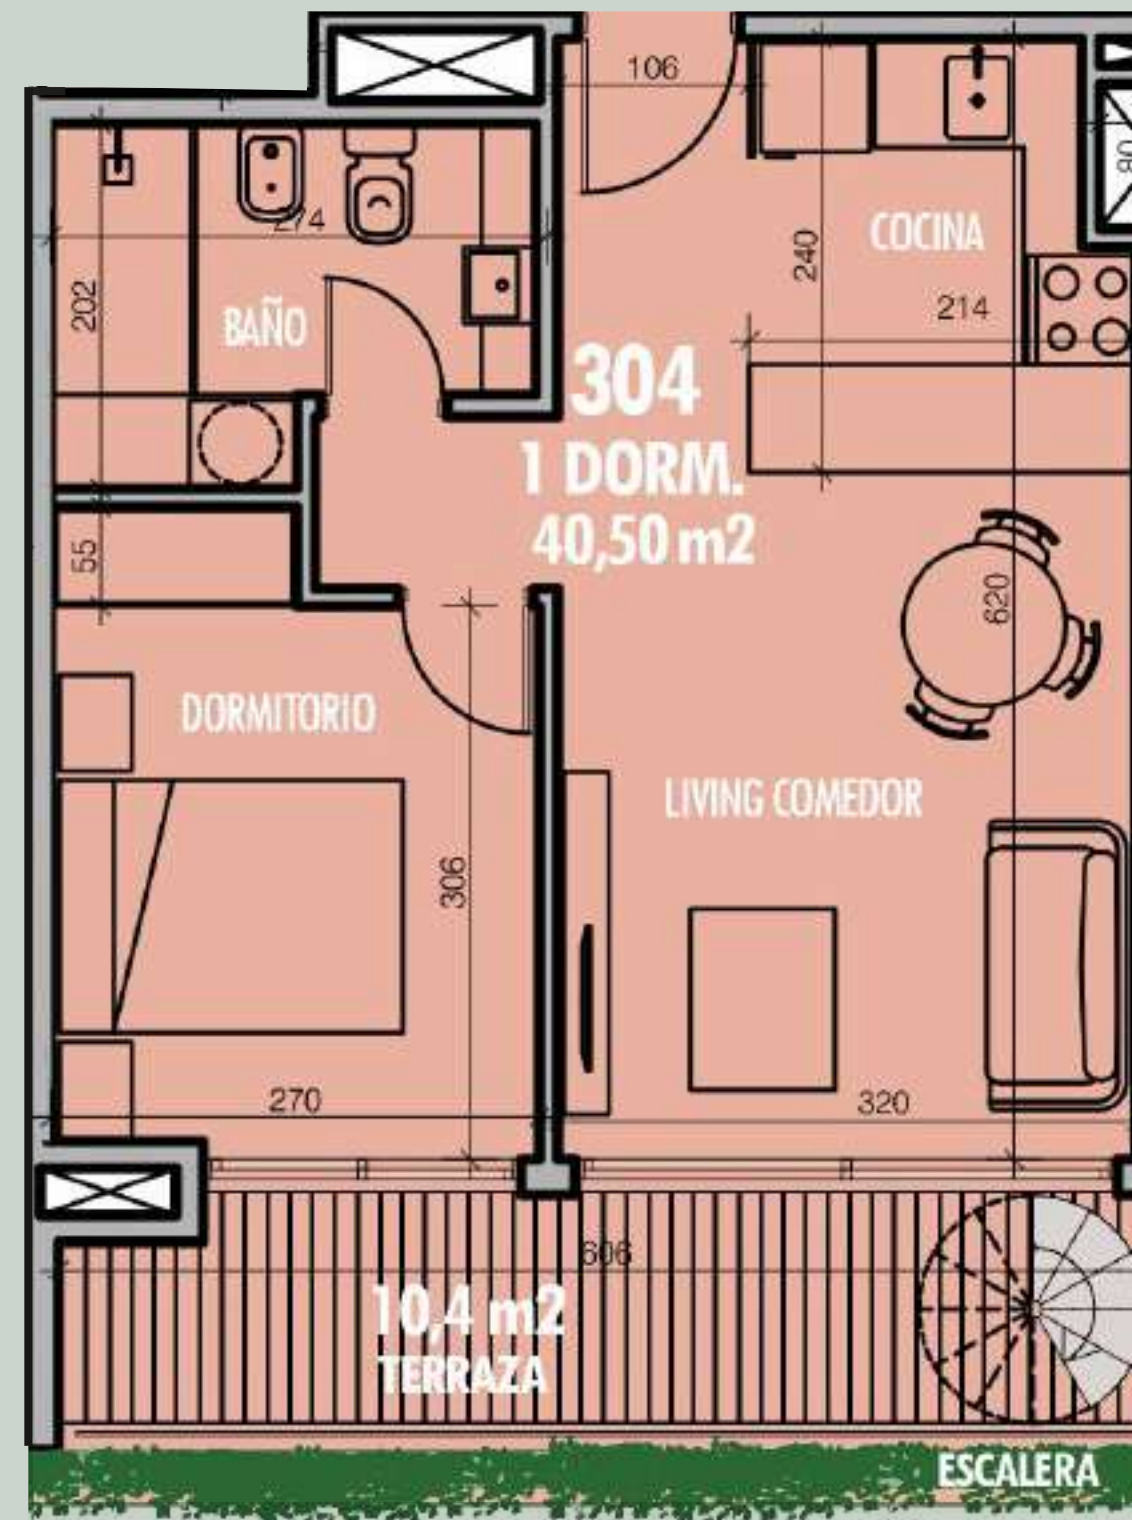 106
80
274
COCINA
240
202
BAÑO
214
304
1 DORM.
40,50 m2
55
620
DORMITORIO
LIVING COMEDOR
306
270
320
606
10,4 m2
TERRAZA
ESCALERA